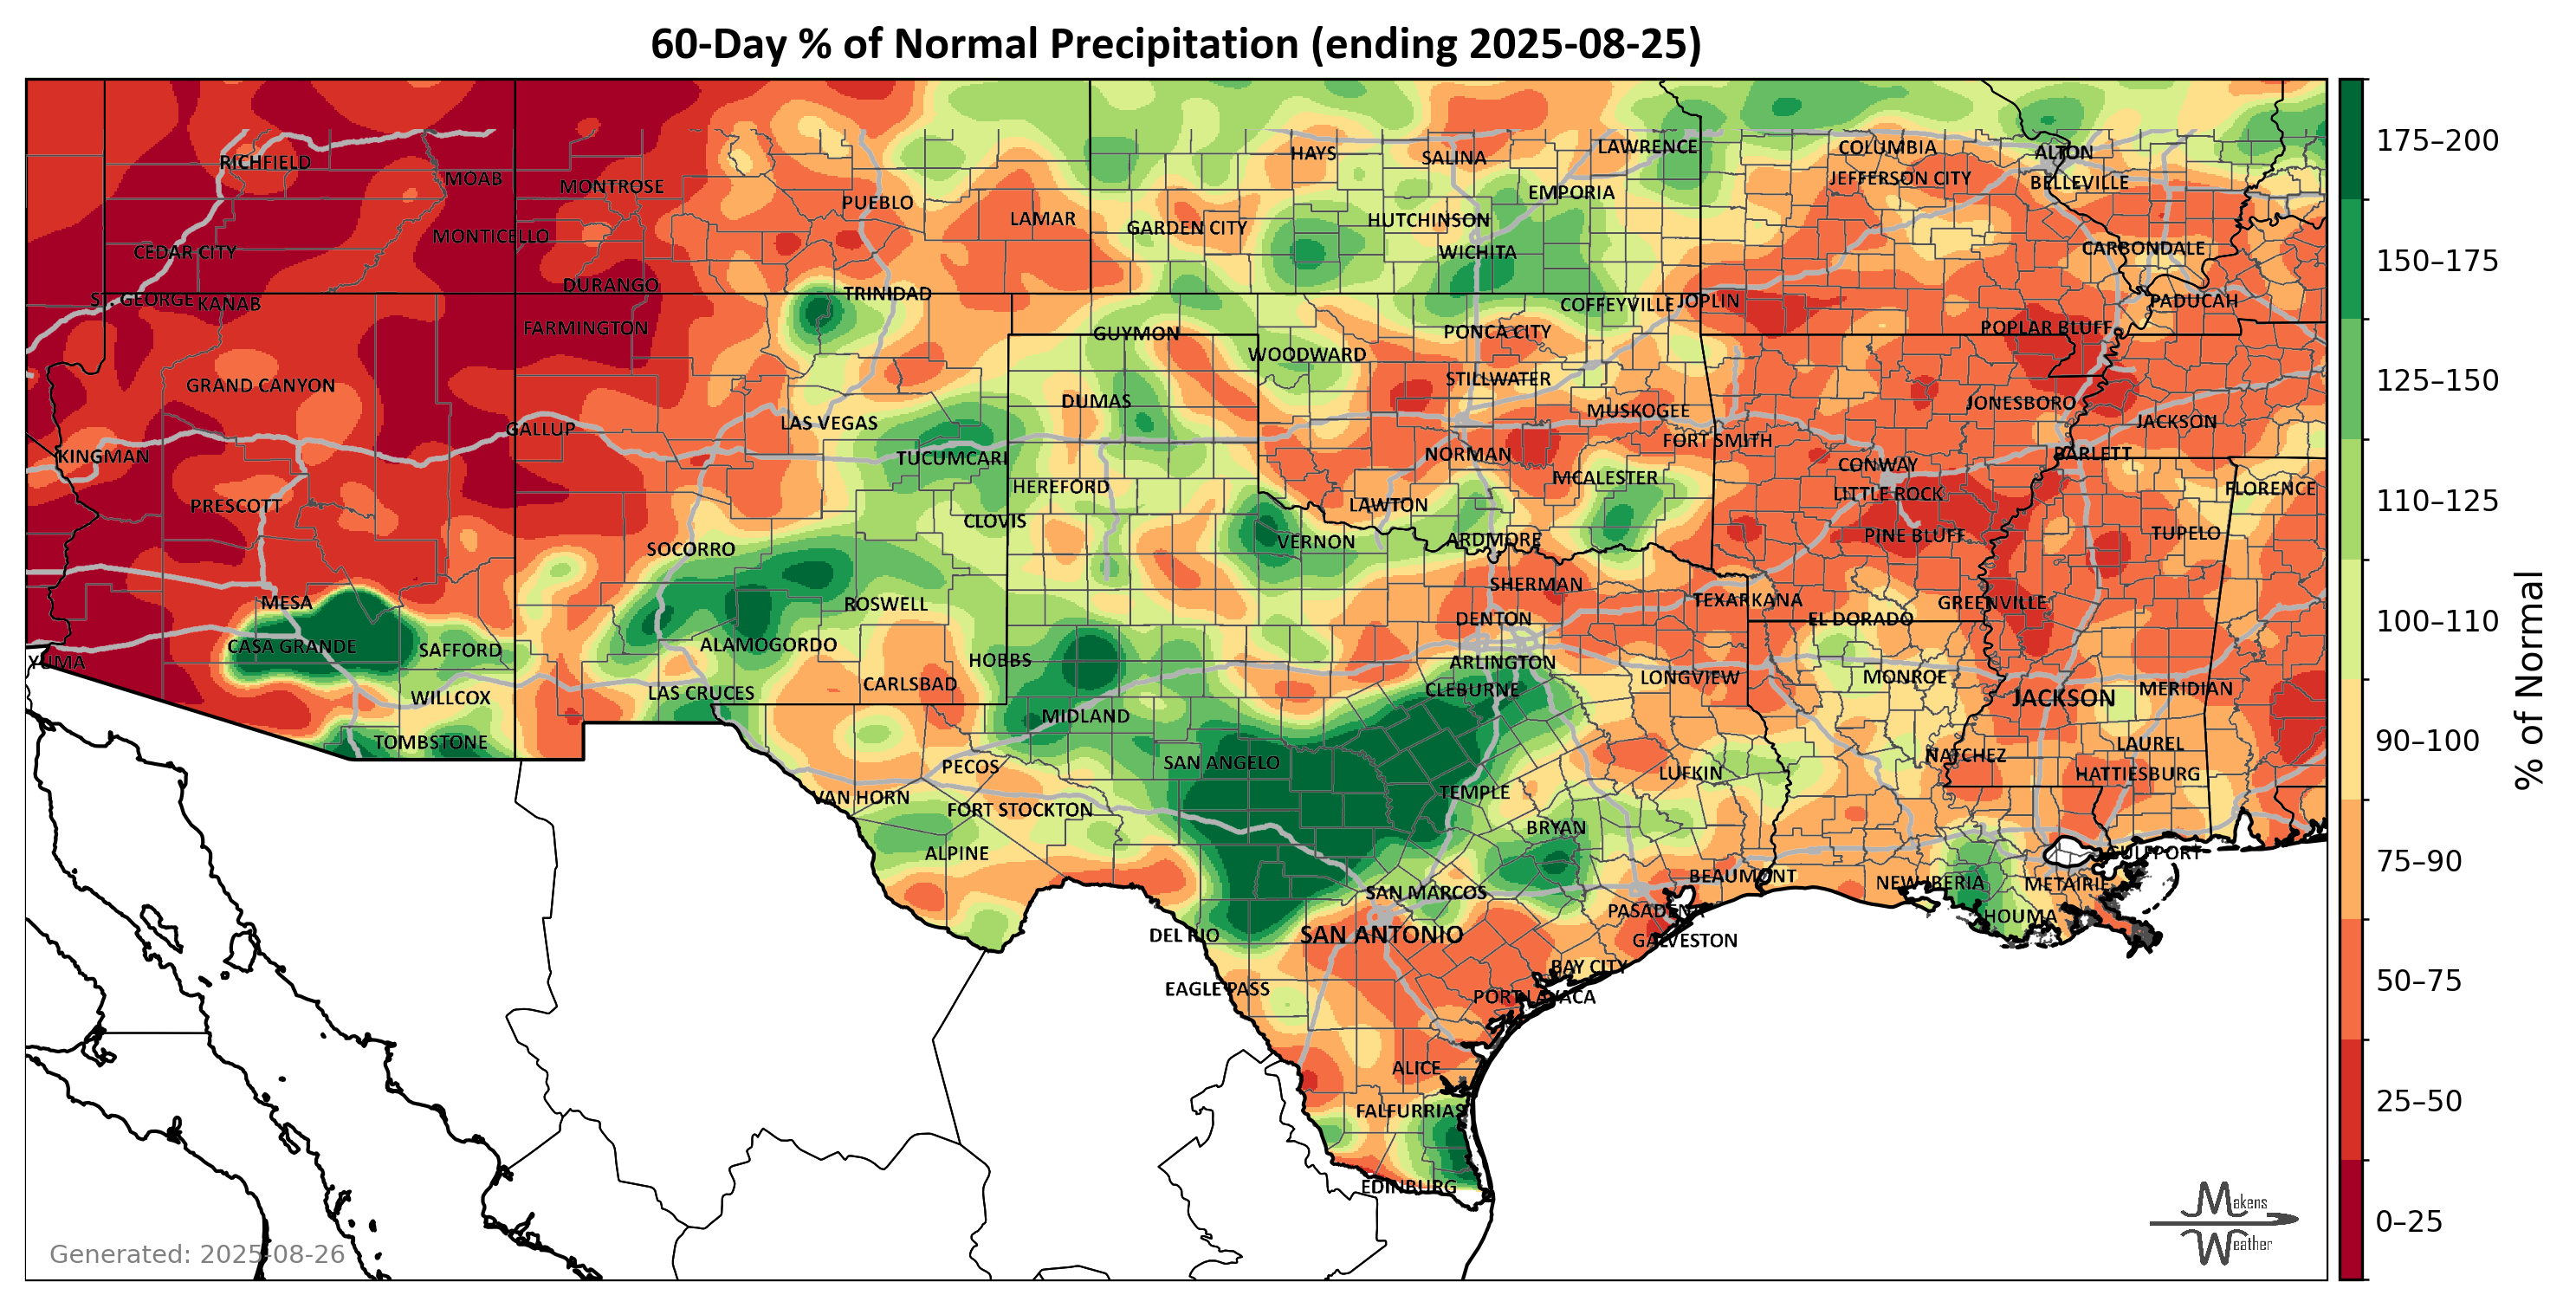 60-Day % of Normal Precipitation (ending 2025-08-25)
RICHFIELD
MOAB
MONTROSE
PUEBLO
LAMAR
HAYS
SALINA
LAWRENCE
COLUMBIA
ALTON
JEFFERSON CITY
BELLEVILLE
EMPORIA
GARDEN CITY
HUTCHINSON
CEDAR CITY
MONTICELLO
WICHITA
CARBONDALE
DURANGO
TRINIDAD
ST. GEORGE
KANAB
COFFEYVILLE
JOPLIN
PADUCAH
FARMINGTON
GUYMON
PONCA CITY
POPLAR BLUFF
WOODWARD
GRAND CANYON
STILLWATER
DUMAS
MUSKOGEE
JONESBORO
LAS VEGAS
JACKSON
GALLUP
FORT SMITH
KINGMAN
TUCUMCARI
NORMAN
BARLETT
CONWAY
MCALESTER
HEREFORD
LITTLE ROCK
FLORENCE
PRESCOTT
LAWTON
CLOVIS
PINE BLUFF
TUPELO
SOCORRO
VERNON
ARDMORE
SHERMAN
MESA
ROSWELL
TEXARKANA
GREENVILLE
DENTON
EL DORADO
CASA GRANDE
SAFFORD
ALAMOGORDO
YUMA
HOBBS
ARLINGTON
WILLCOX
LAS CRUCES
CARLSBAD
CLEBURNE
LONGVIEW
MONROE
JACKSON
MERIDIAN
MIDLAND
TOMBSTONE
LAUREL
PECOS
SAN ANGELO
NATCHEZ
LUFKIN
HATTIESBURG
VAN HORN
FORT STOCKTON
TEMPLE
BRYAN
ALPINE
GULFPORT
SAN MARCOS
BEAUMONT
NEW IBERIA
METAIRIE
PASADENA
HOUMA
DEL RIO
SAN ANTONIO
GALVESTON
BAY CITY
EAGLE PASS
PORT LAVACA
ALICE
FALFURRIAS
EDINBURG
175–200
150–175
125–150
110–125
100–110
90–100
75–90
50–75
25–50
0–25
% of Normal
Makens
Weather
Generated: 2025-08-26